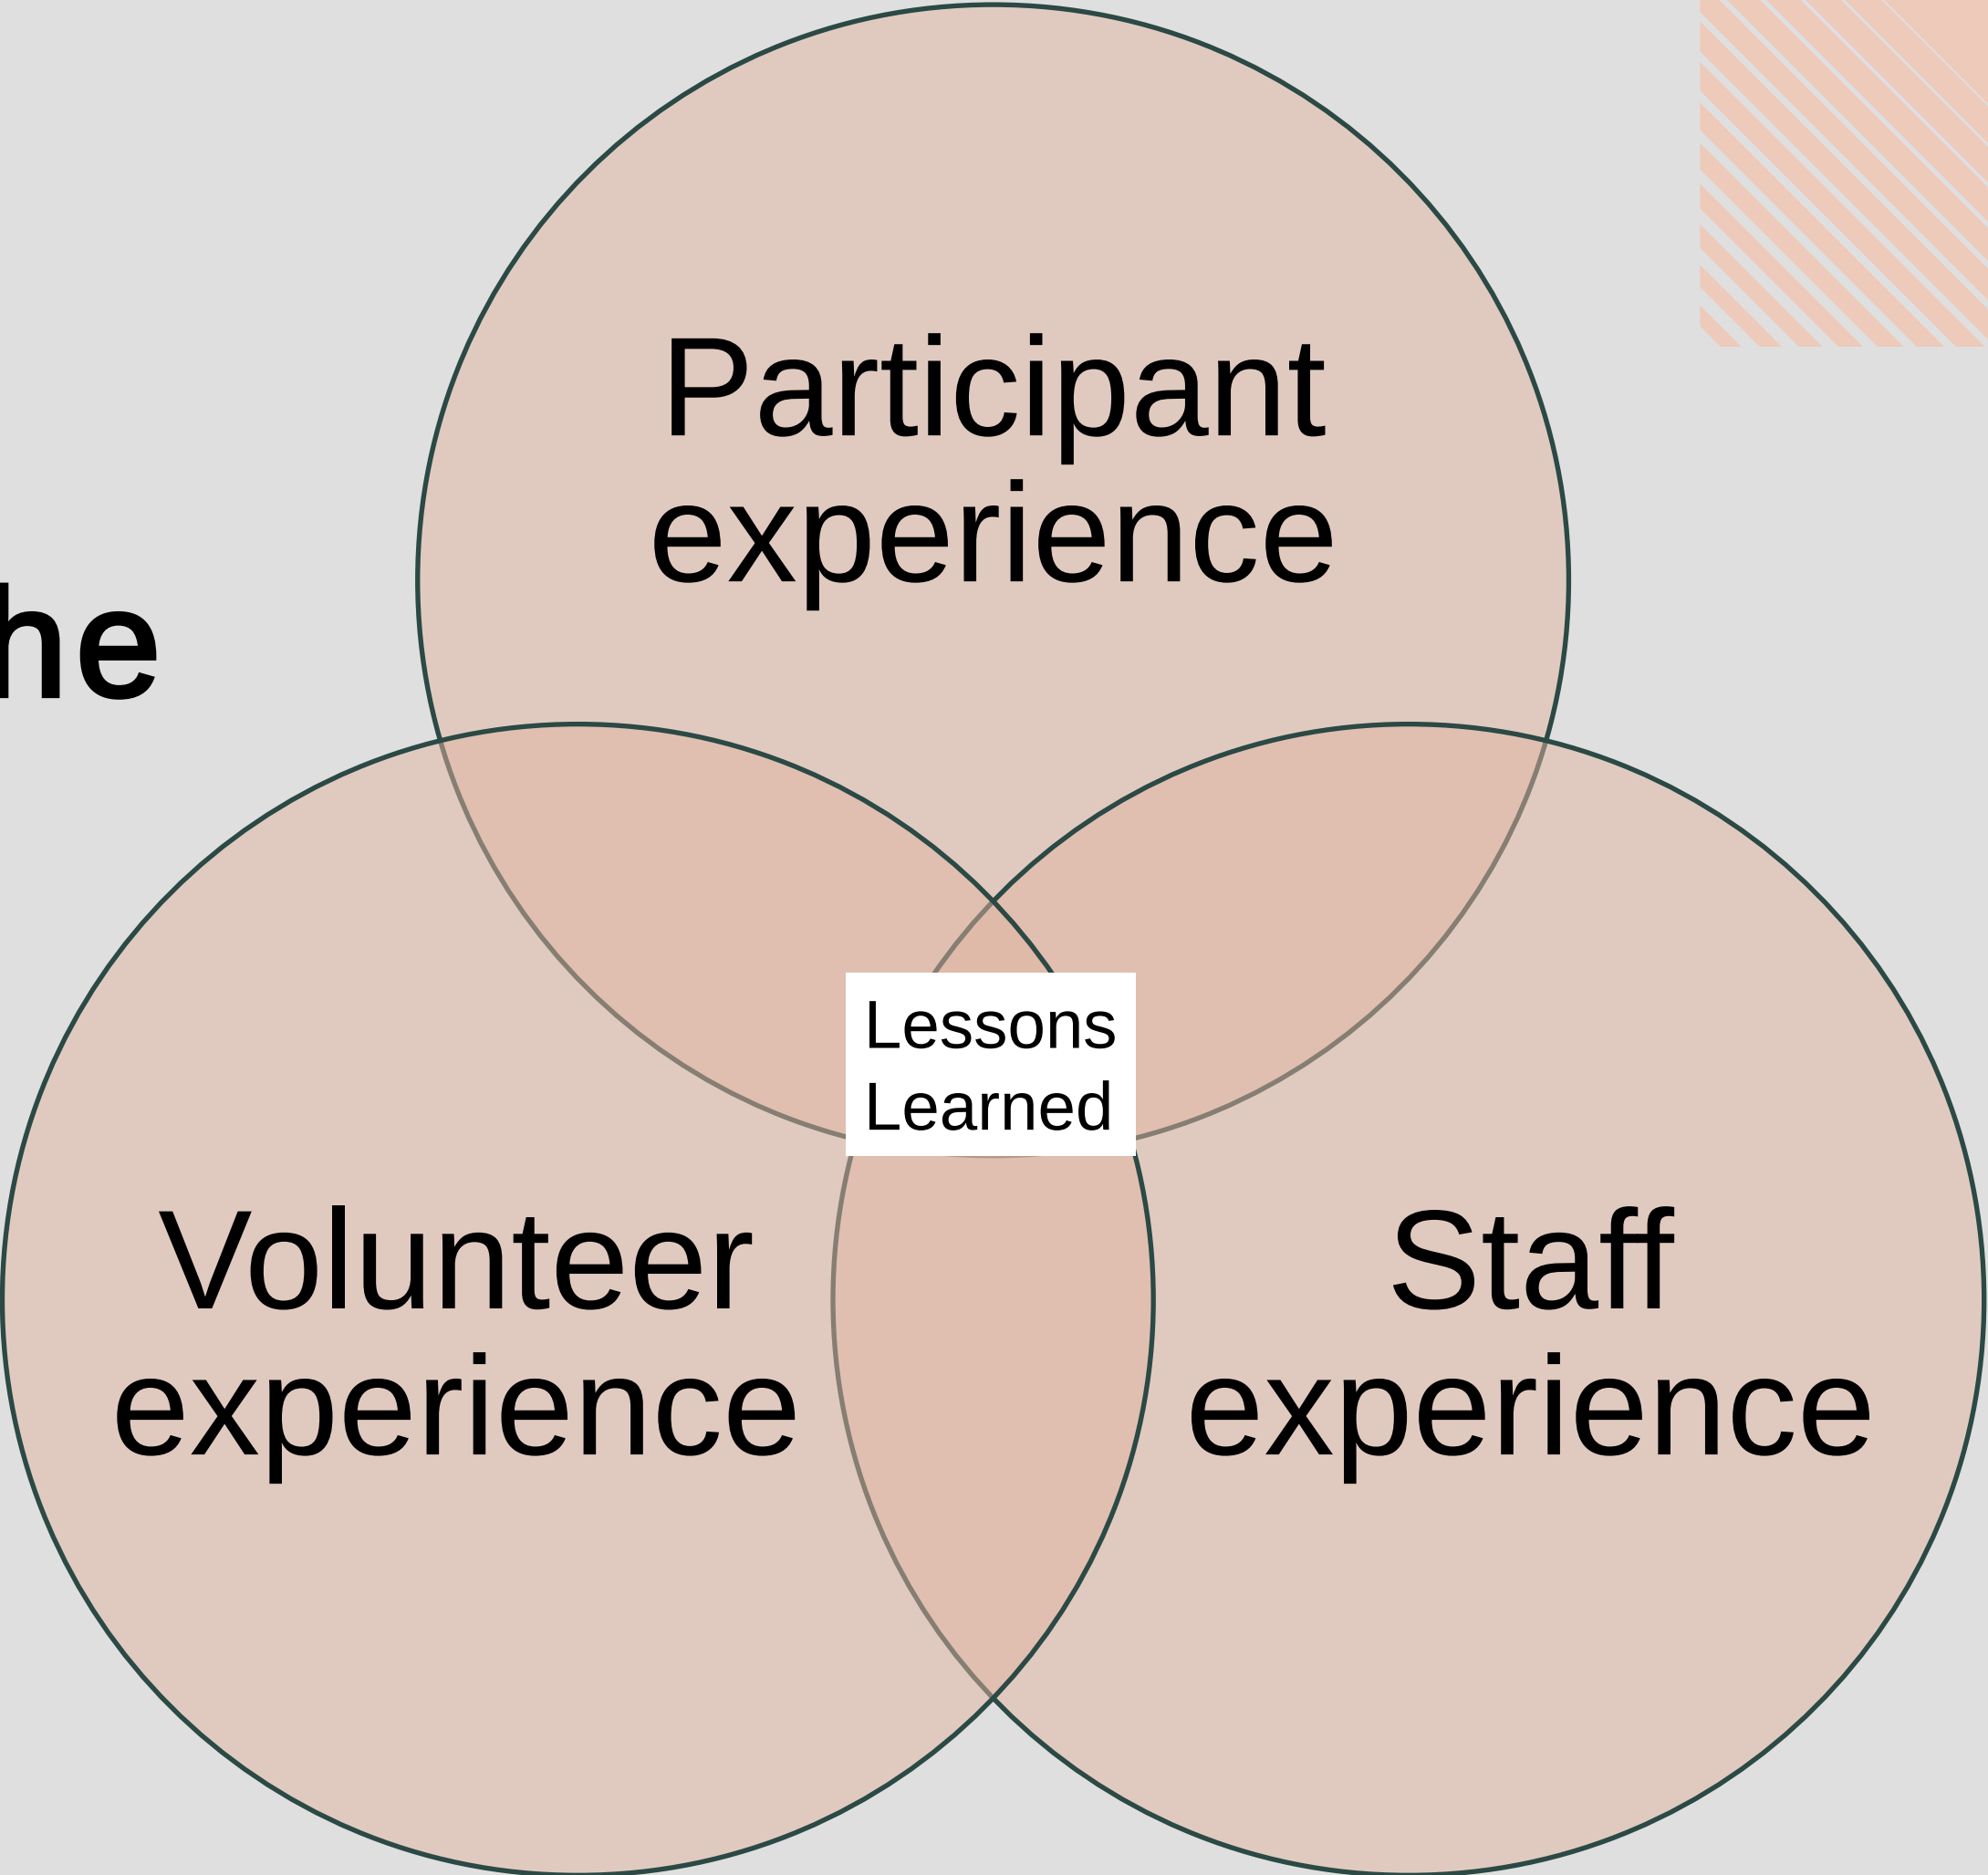 Participant
experience
he
Lessons
Learned
Volunteer
experience
Staff
experience